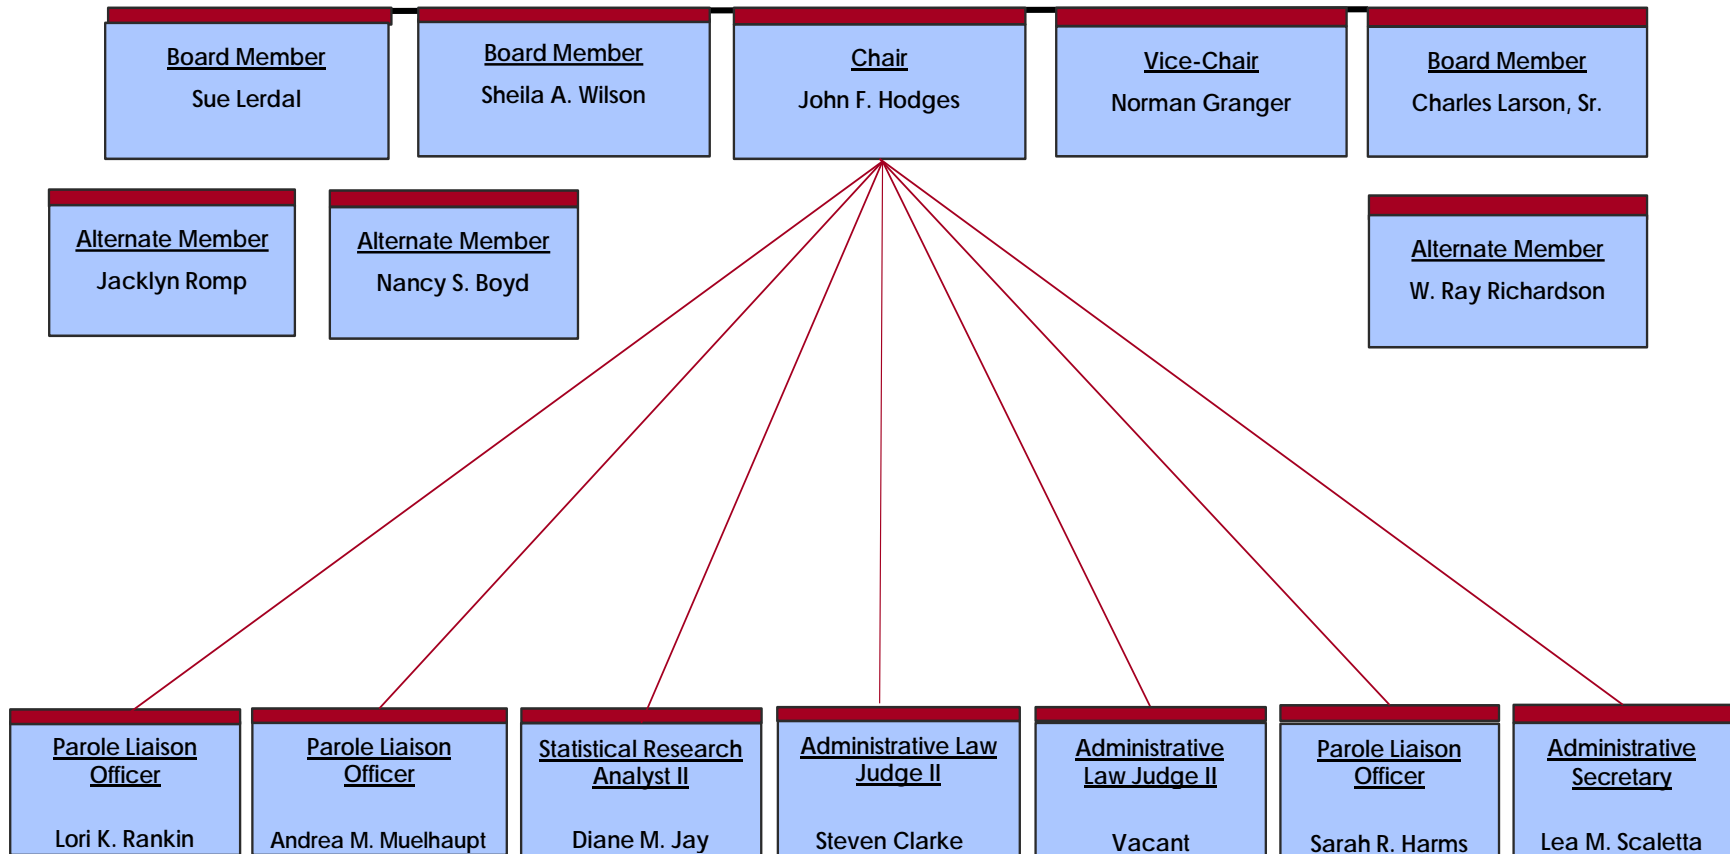 Board Member
Sue Lerdal
Board Member
Sheila A. Wilson
Chair
John F. Hodges
Vice-Chair
Norman Granger
Board Member
Charles Larson, Sr.
Alternate Member
Jacklyn Romp
Alternate Member
Nancy S. Boyd
Alternate Member
W. Ray Richardson
Parole Liaison
Officer
Lori K. Rankin
Parole Liaison
Officer
Andrea M. Muelhaupt
Statistical Research
Analyst II
Diane M. Jay
Administrative Law
Judge II
Steven Clarke
Administrative
Law Judge II
Vacant
Parole Liaison
Officer
Sarah R. Harms
Administrative
Secretary
Lea M. Scaletta